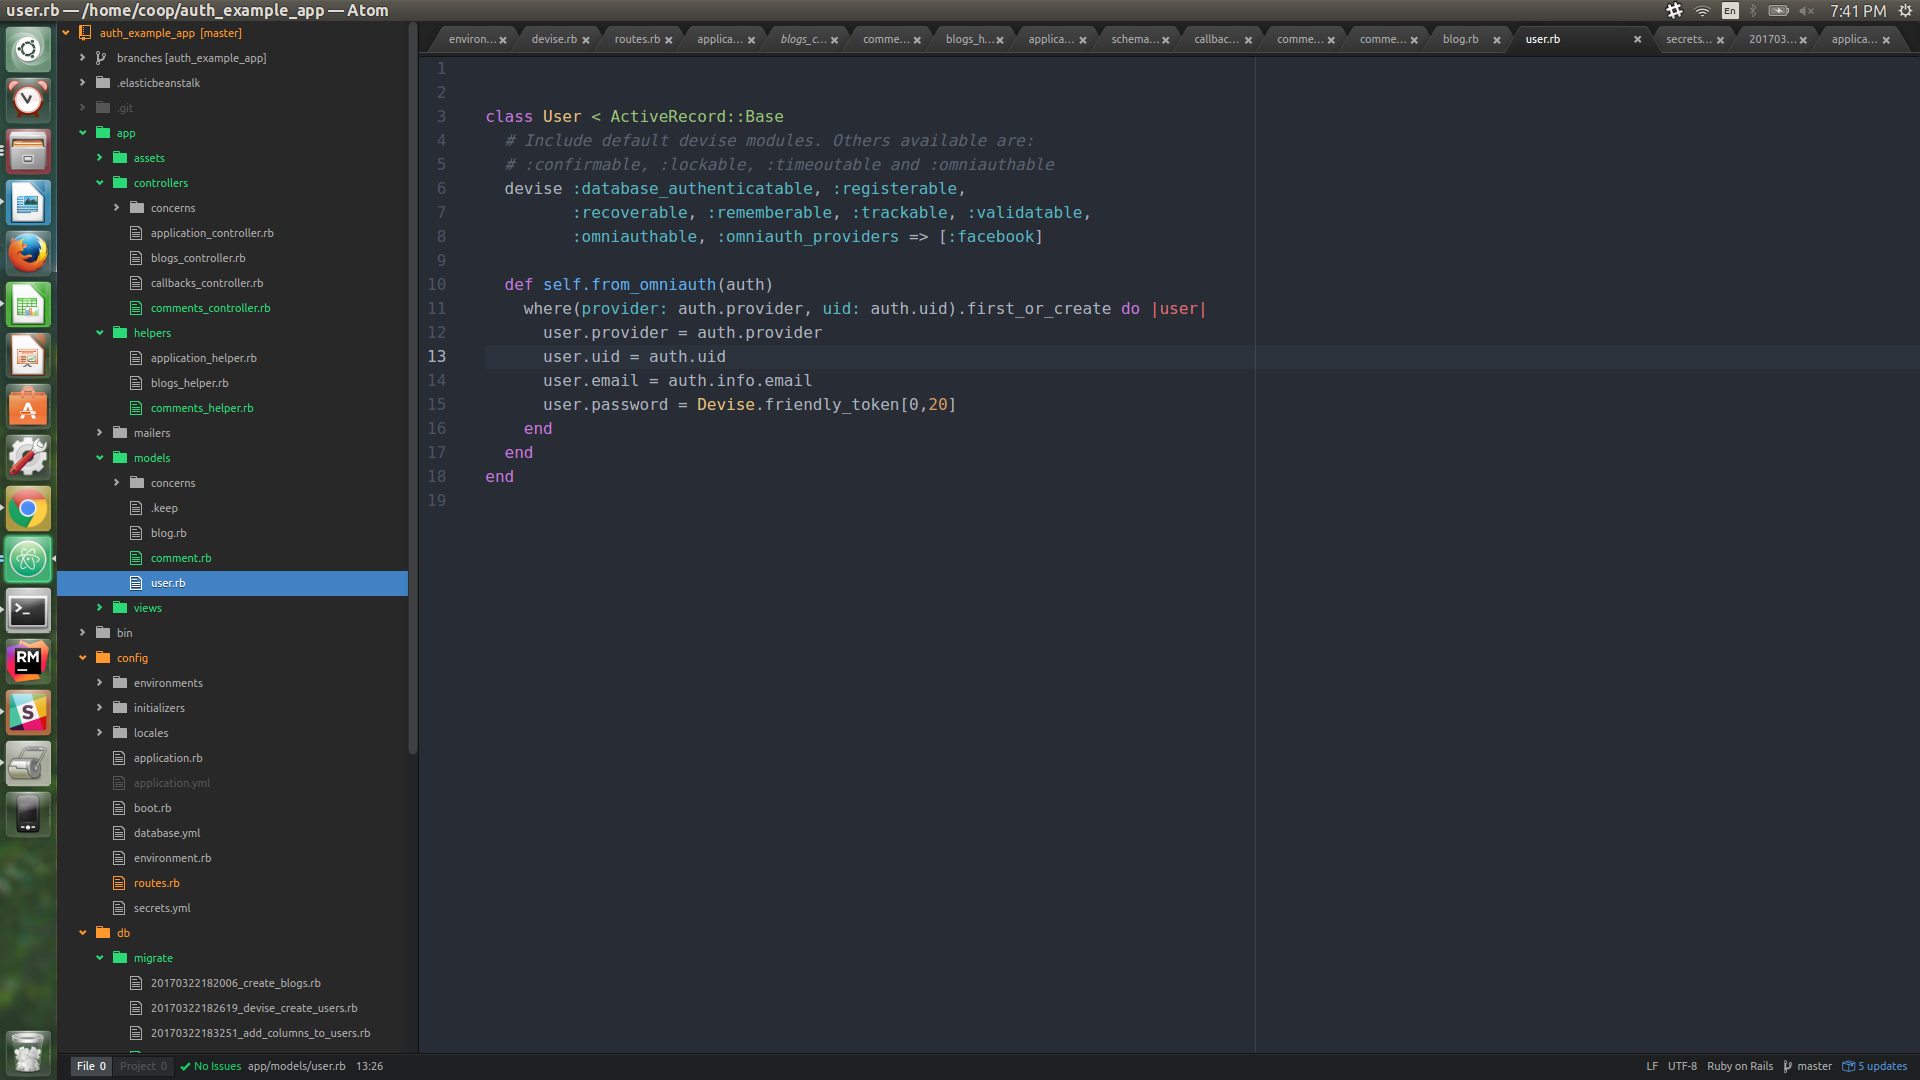 user.rb — /home/coop/auth_example_app — Atom
En
7:41 PM
auth_example_app [master]
branches [auth_example_app]
.elasticbeanstalk
.git
app
assets
controllers
concerns
application_controller.rb
blogs_controller.rb
callbacks_controller.rb
comments_controller.rb
helpers
application_helper.rb
blogs_helper.rb
comments_helper.rb
mailers
models
concerns
.keep
blog.rb
comment.rb
user.rb
views
bin
config
environments
initializers
locales
application.rb
application.yml
boot.rb
database.yml
environment.rb
routes.rb
secrets.yml
db
migrate
20170322182006_create_blogs.rb
20170322182619_devise_create_users.rb
20170322183251_add_columns_to_users.rb
environ... devise.rb routes.rb applica... blogs_c... comme... blogs_h... applica... schema... callbac... comme... comme... blog.rb user.rb secrets... 201703... applica...
1
2
3 class User < ActiveRecord::Base
4 # Include default devise modules. Others available are:
5 # :confirmable, :lockable, :timeoutable and :omniauthable
6 devise :database_authenticatable, :registerable,
7 :recoverable, :rememberable, :trackable, :validatable,
8 :omniauthable, :omniauth_providers => [:facebook]
9
10 def self.from_omniauth(auth)
11 where(provider: auth.provider, uid: auth.uid).first_or_create do |user|
12 user.provider = auth.provider
13 user.uid = auth.uid
14 user.email = auth.info.email
15 user.password = Devise.friendly_token[0,20]
16 end
17 end
18 end
19
RM
S
File 0 Project 0 No Issues app/models/user.rb 13:26
LF UTF-8 Ruby on Rails master 5 updates